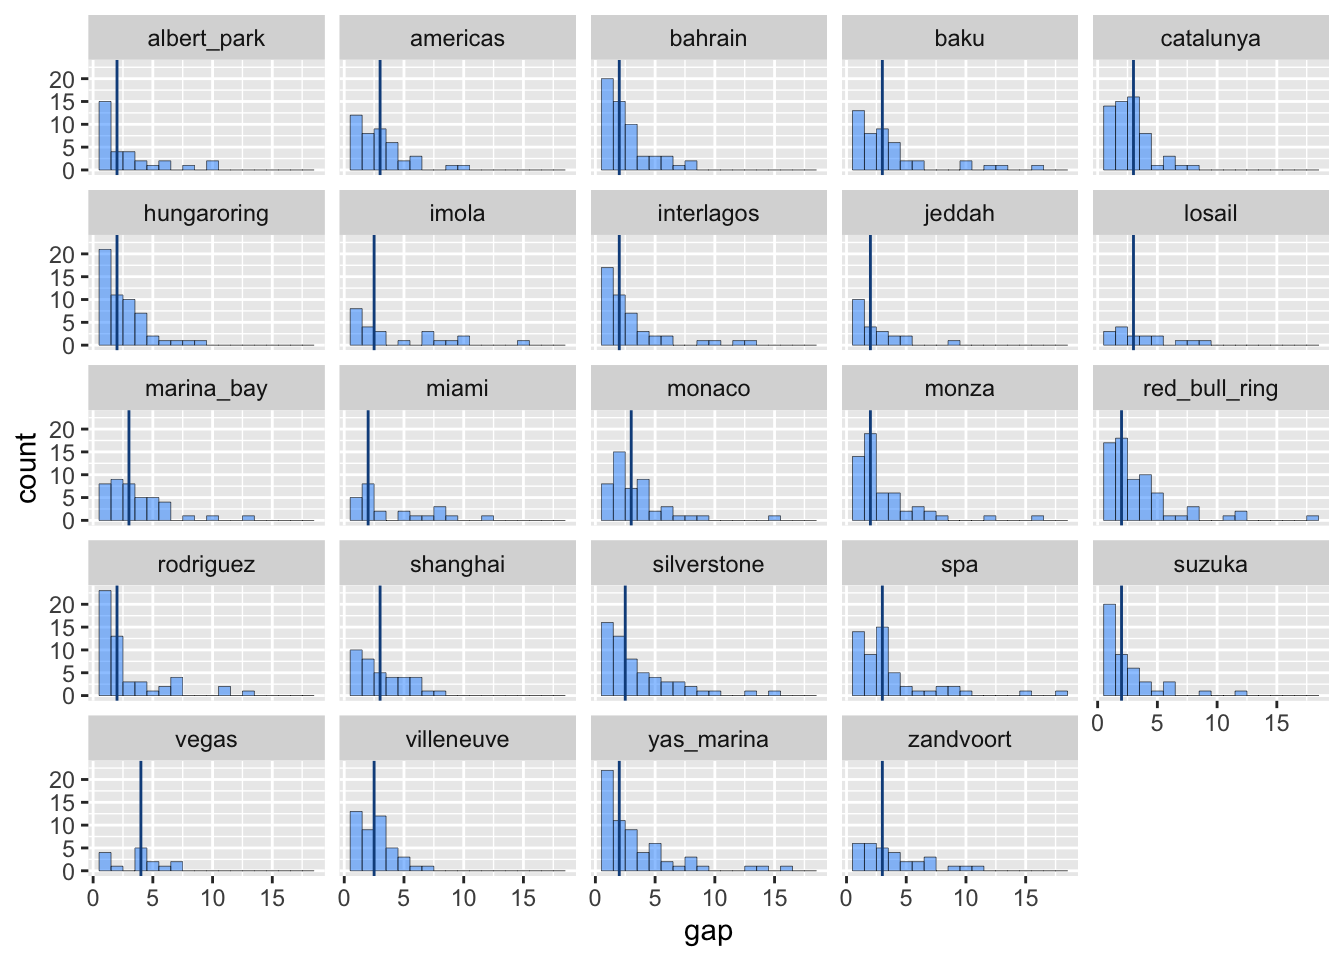 albert_park americas bahrain baku catalunya
20
15
10
5
0
hungaroring imola interlagos jeddah losail
20
15
10
5
0
marina_bay miami monaco monza red_bull_ring
20
15
10
5
0
count
rodriguez shanghai silverstone spa suzuka
20
15
10
5
0
0 5 10 15
vegas villeneuve yas_marina zandvoort
20
15
10
5
0
0 5 10 15 0 5 10 15 0 5 10 15 0 5 10 15
gap